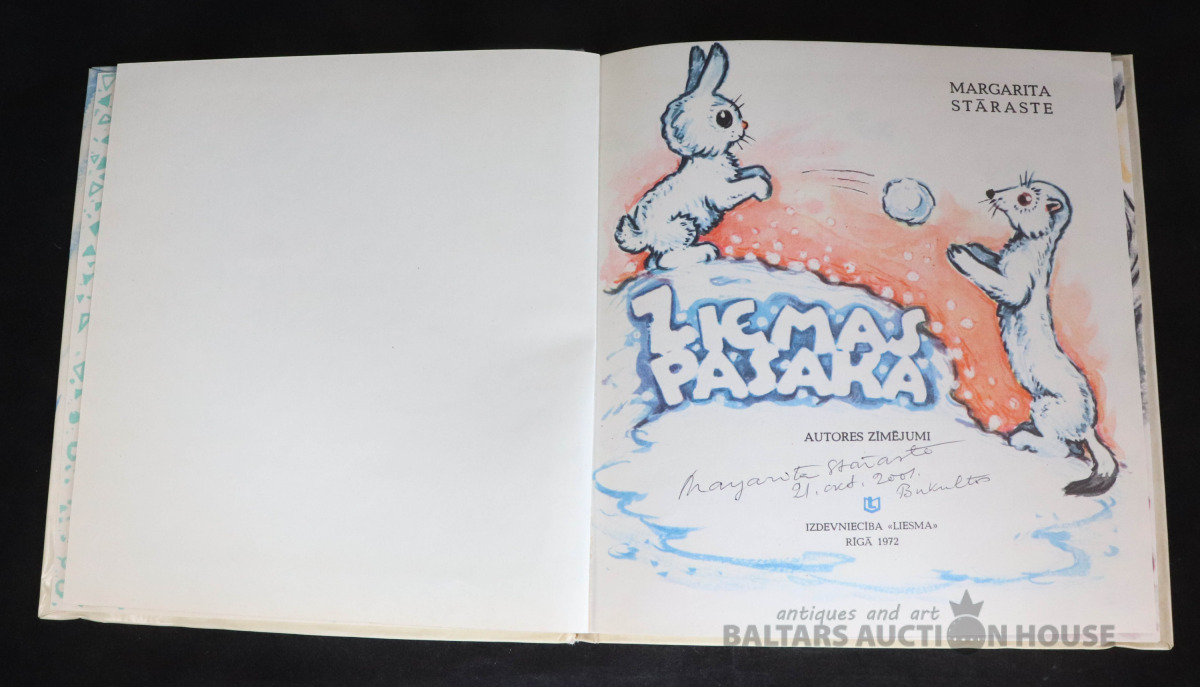 MARGARITA
STĀRASTE
ZIEMAS
PASAKA
AUTORES ZĪMĒJUMI
Margarita Stāraste
21. okt. 2001.
Bukultos
IZDEVNIECĪBA «LIESMA»
RĪGĀ 1972
antiques and art
BALTARS AUCTION HOUSE